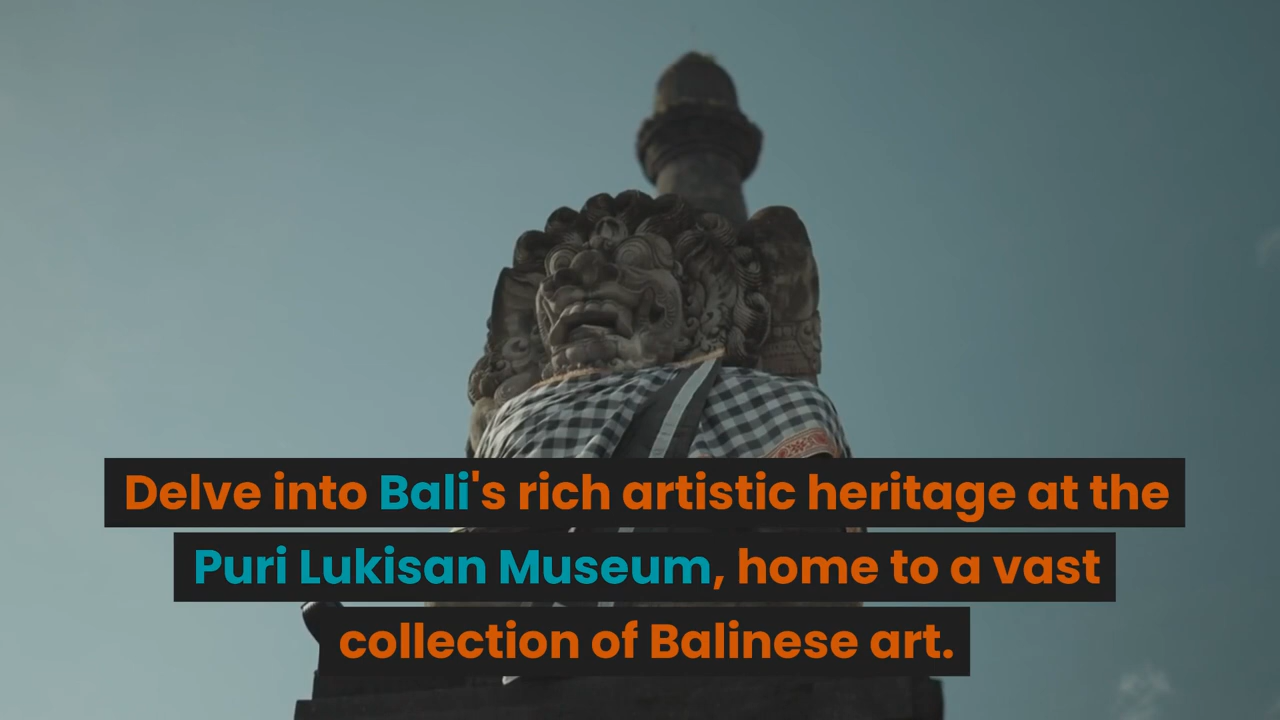 Delve into Bali's rich artistic heritage at the
Puri Lukisan Museum, home to a vast
collection of Balinese art.